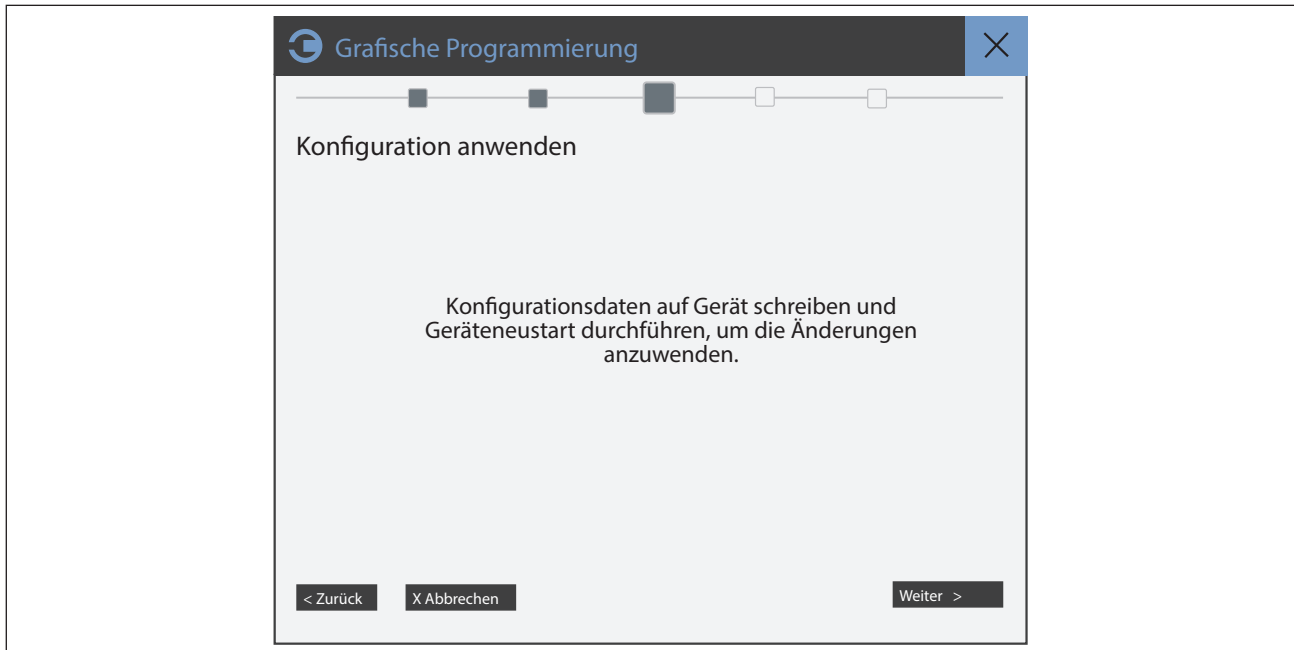 Grafische Programmierung
Konfiguration anwenden
Konfigurationsdaten auf Gerät schreiben und
Geräteneustart durchführen, um die Änderungen
anzuwenden.
< Zurück
X Abbrechen
Weiter >